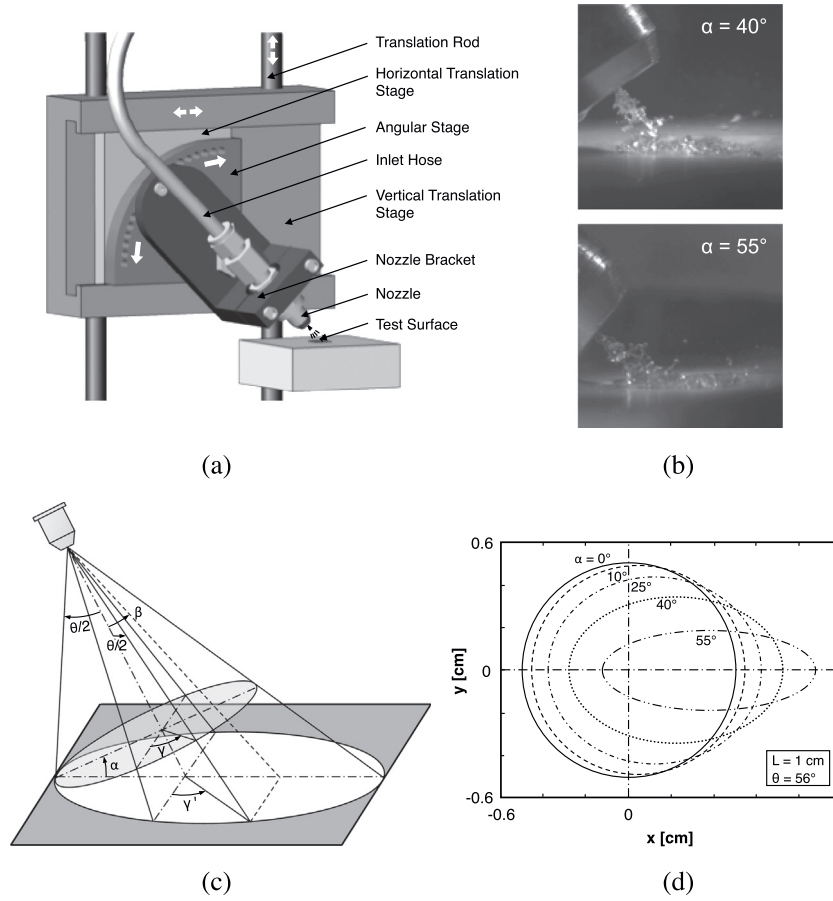 Translation Rod
Horizontal Translation
Stage
Angular Stage
Inlet Hose
Vertical Translation
Stage
Nozzle Bracket
Nozzle
Test Surface
(a)
α = 40°
α = 55°
(b)
θ/2
θ/2
β
γ
α
γ'
(c)
0.6
α = 0°
10°
25°
40°
55°
y [cm]
0
L = 1 cm
θ = 56°
-0.6
-0.6
0
x [cm]
(d)